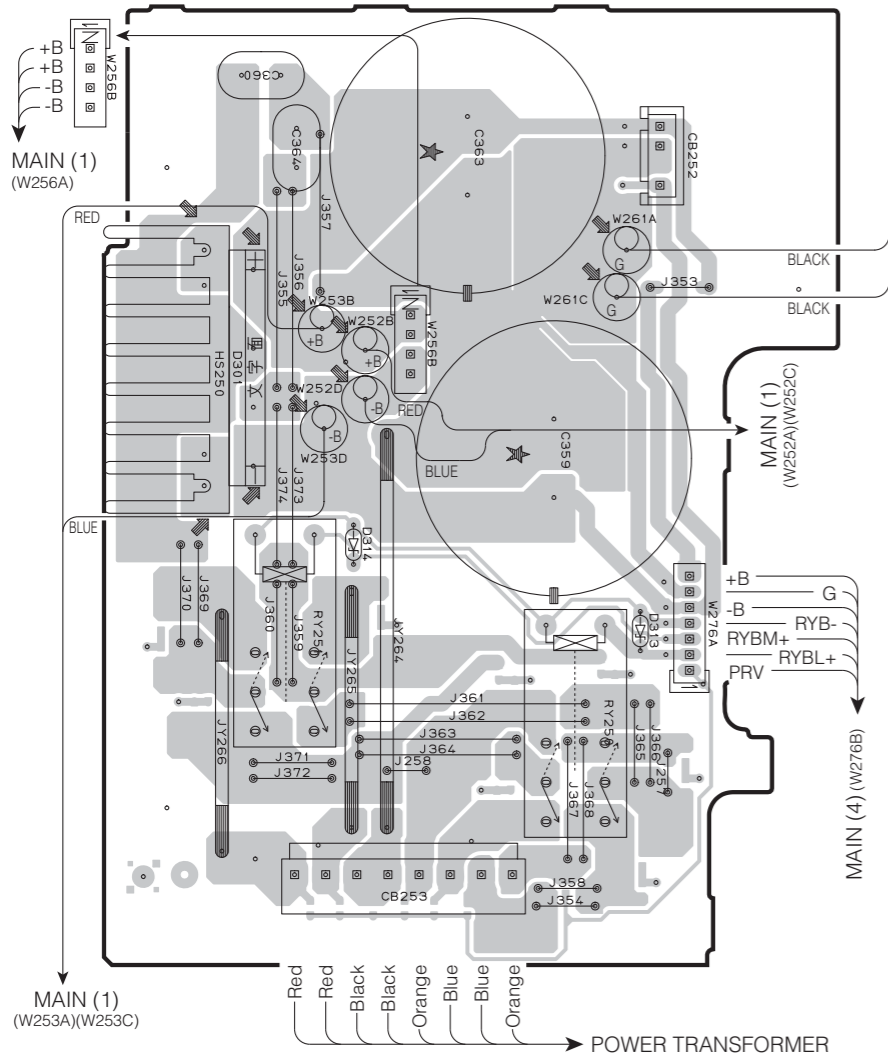 W256B
+B
+B
-B
-B
MAIN (1)
(W256A)
C360
C364
C363
CB252
J357
RED
W261A
G
BLACK
J356
J355
W253B
+B
W252B
+B
W256B
W261C
G
J353
BLACK
HS250
D301
W252D
-B
RED
W253D
-B
BLUE
C359
MAIN (1)
(W252A)(W252C)
J374
J373
BLUE
D314
J370
J369
J360
J359
JY264
JY265
JY266
D313
W276A
+B
G
-B
RYB-
RYBM+
RYBL+
PRV
J361
J362
J363
J364
J371
J372
J258
J365
J366
J257
J367
J368
MAIN (4) (W276B)
CB253
J358
J354
MAIN (1)
(W253A)(W253C)
Red
Red
Black
Black
Orange
Blue
Blue
Orange
POWER TRANSFORMER